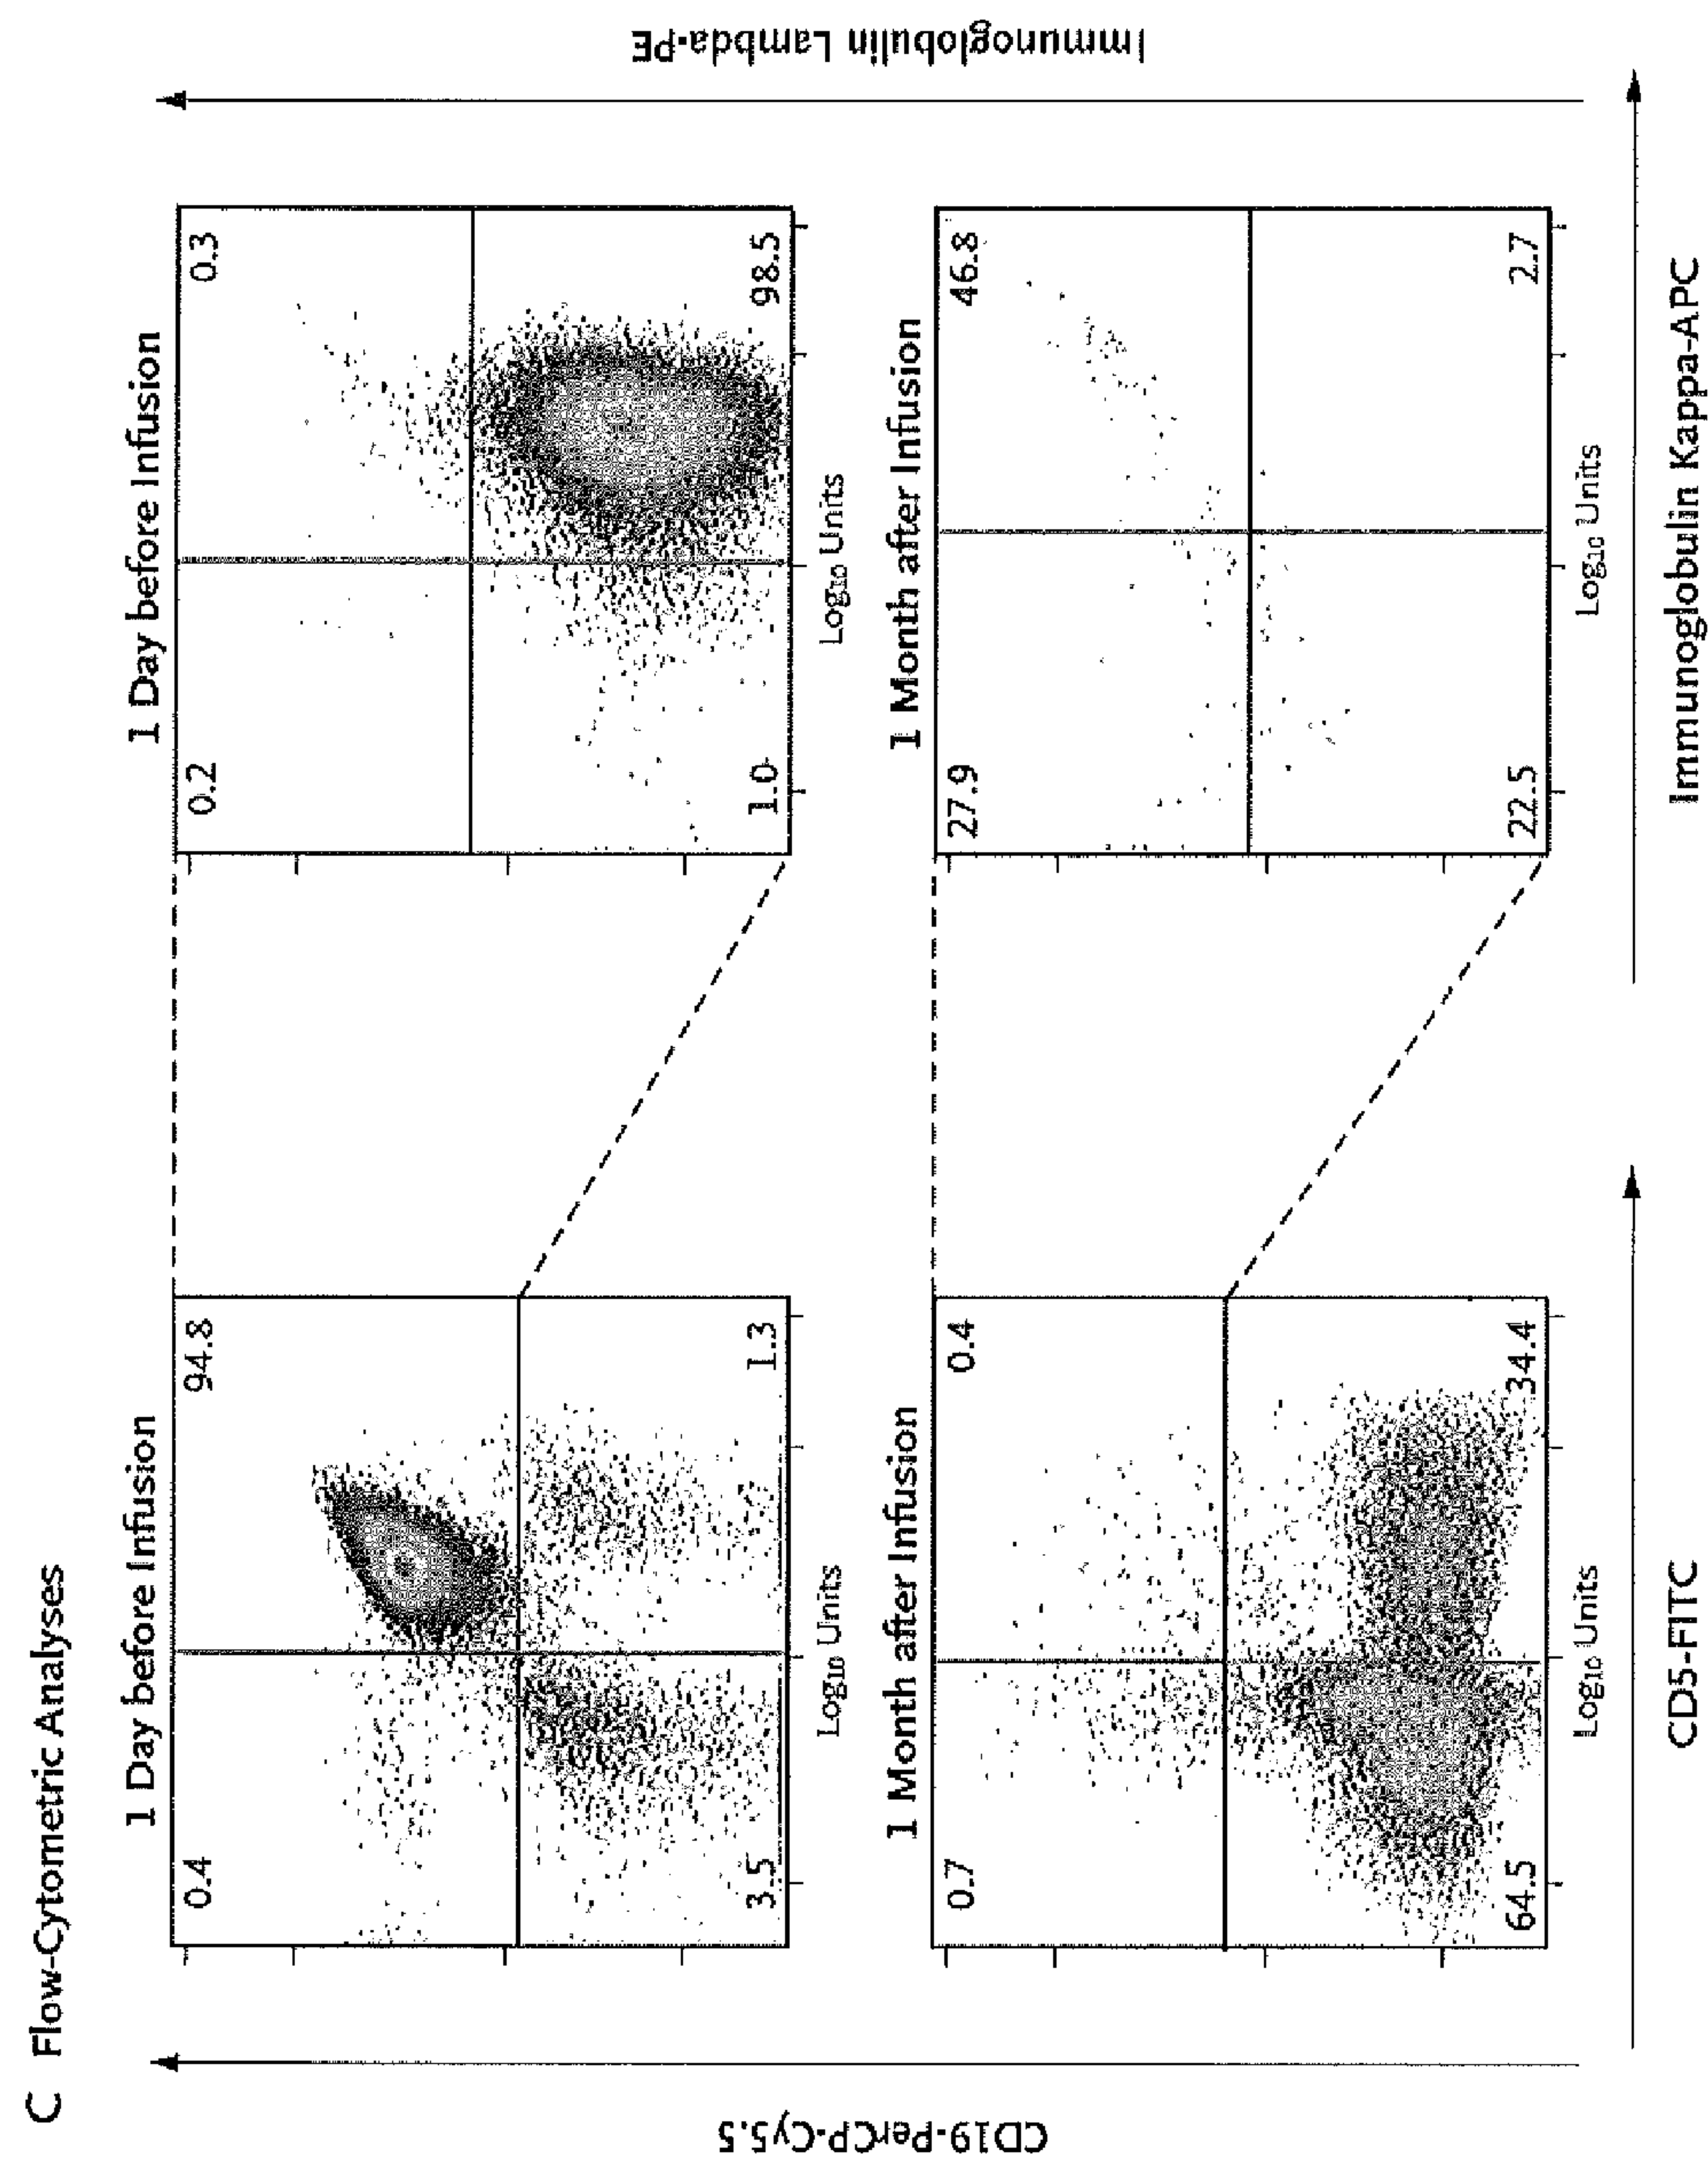 C Flow-Cytometric Analyses
1 Day before Infusion
0.4
94.8
3.5
1.3
Log10 Units
1 Day before Infusion
0.2
0.3
1.0
98.5
Log10 Units
1 Month after Infusion
0.7
0.4
64.5
34.4
Log10 Units
1 Month after Infusion
27.9
46.8
22.5
2.7
Log10 Units
CD19-PerCP-Cy5.5
CD5-FITC
Immunoglobulin Lambda-PE
Immunoglobulin Kappa-APC